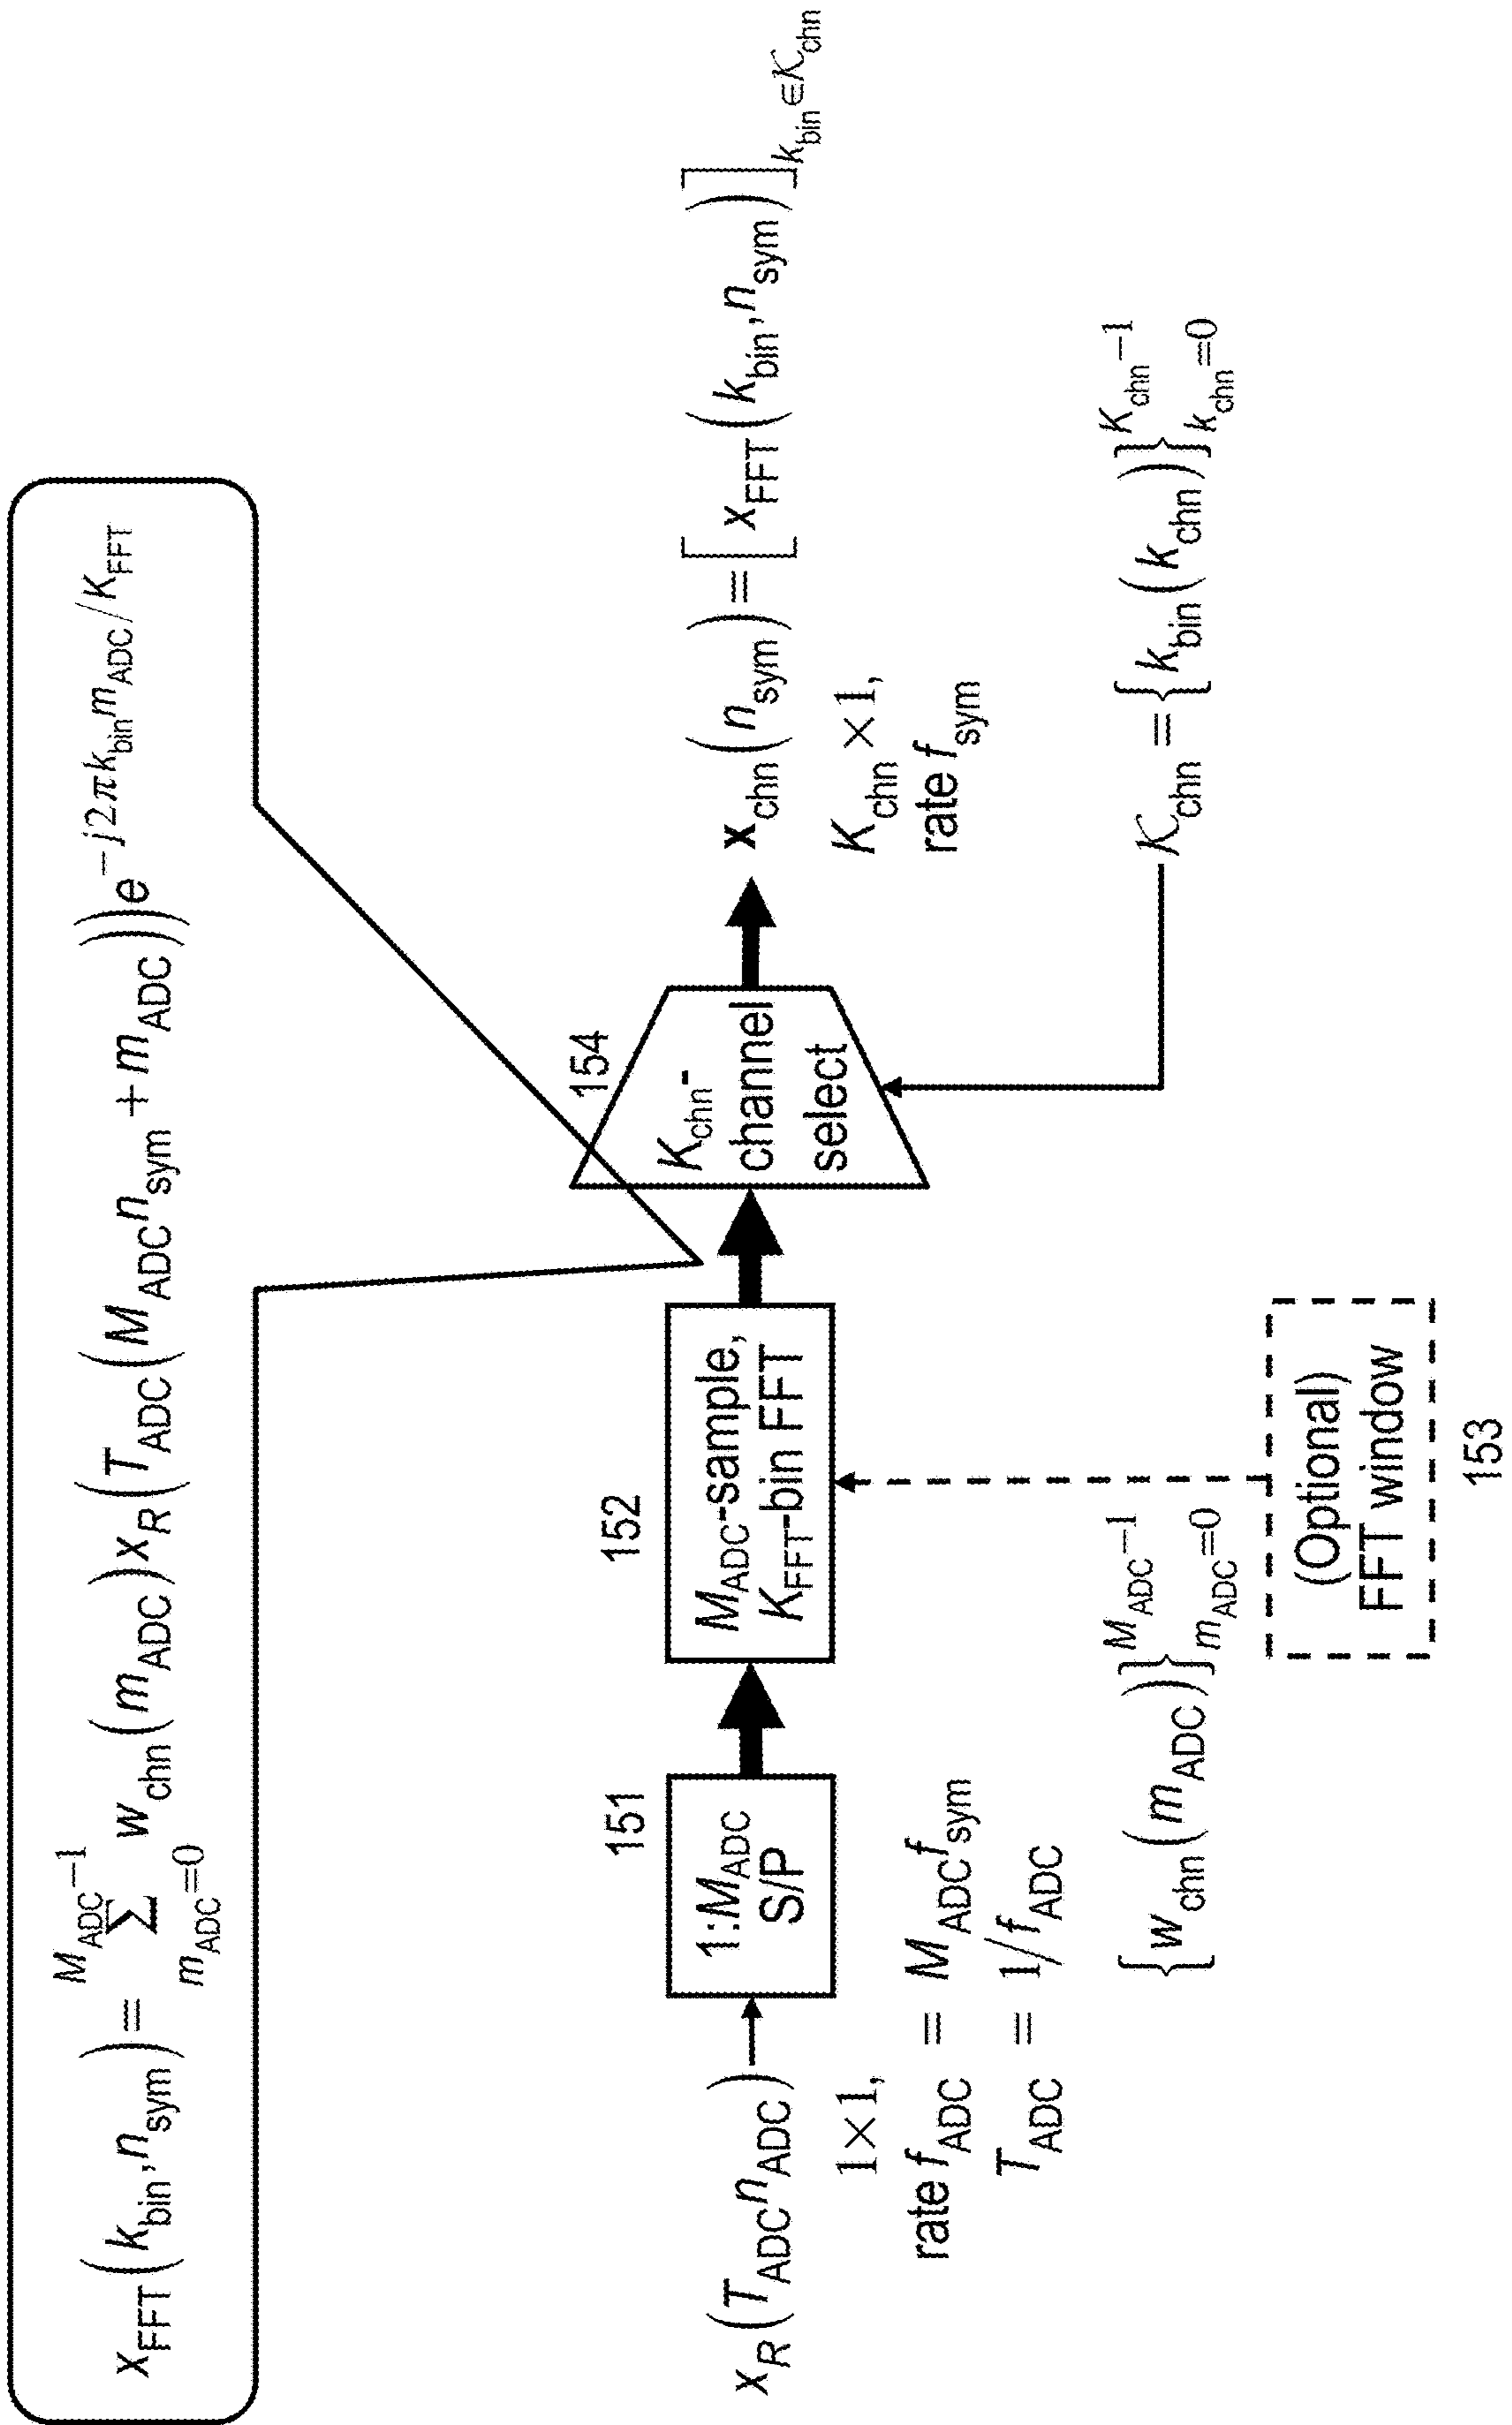 x_FFT(k_bin, n_sym) = Σ_{m_ADC=0}^{M_ADC−1} w_chn(m_ADC) x_R(T_ADC(M_ADC n_sym + m_ADC)) e^{−j2πk_bin m_ADC/K_FFT}
x_R(T_ADC n_ADC)
1×1,
rate f_ADC = M_ADC f_sym
T_ADC = 1/f_ADC
151
1:M_ADC
S/P
152
M_ADC-sample,
K_FFT-bin FFT
{w_chn(m_ADC)}_{m_ADC=0}^{M_ADC−1}
(Optional)
FFT window
153
154
K_chn-
channel
select
𝐱_chn(n_sym) = [x_FFT(k_bin, n_sym)]_{k_bin∈𝒦_chn}
K_chn×1,
rate f_sym
𝒦_chn = {k_bin(k_chn)}_{k_chn=0}^{K_chn−1}